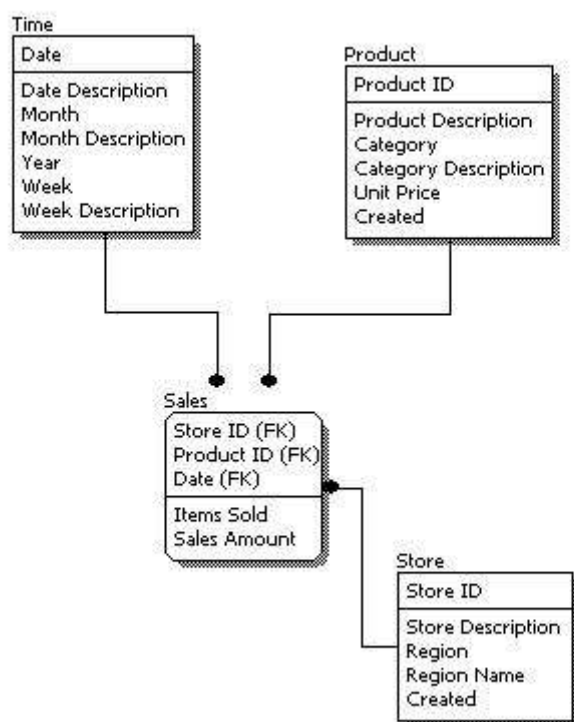 Time
Date
Date Description
Month
Month Description
Year
Week
Week Description
Product
Product ID
Product Description
Category
Category Description
Unit Price
Created
Sales
Store ID (FK)
Product ID (FK)
Date (FK)
Items Sold
Sales Amount
Store
Store ID
Store Description
Region
Region Name
Created